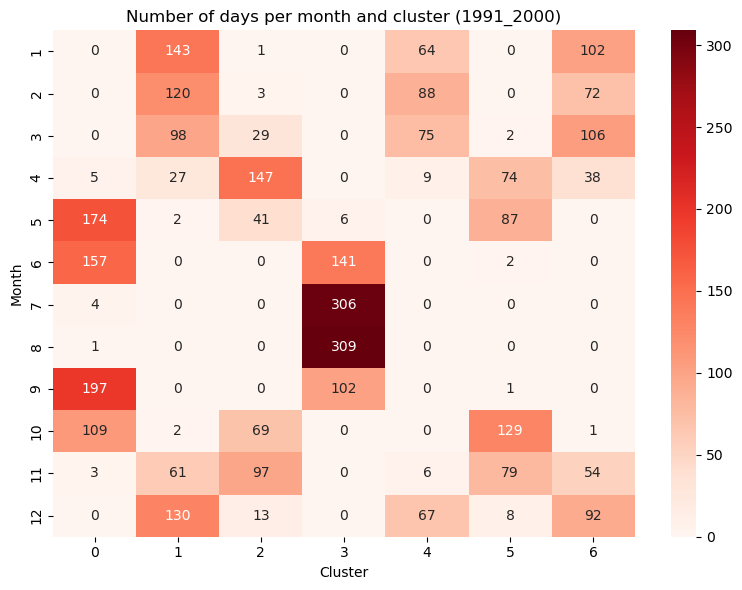 Number of days per month and cluster (1991_2000)
1 0 143 1 0 64 0 102
2 0 120 3 0 88 0 72
3 0 98 29 0 75 2 106
4 5 27 147 0 9 74 38
5 174 2 41 6 0 87 0
6 157 0 0 141 0 2 0
7 4 0 0 306 0 0 0
8 1 0 0 309 0 0 0
9 197 0 0 102 0 1 0
10 109 2 69 0 0 129 1
11 3 61 97 0 6 79 54
12 0 130 13 0 67 8 92
0 1 2 3 4 5 6
Cluster
Month
300
250
200
150
100
50
0